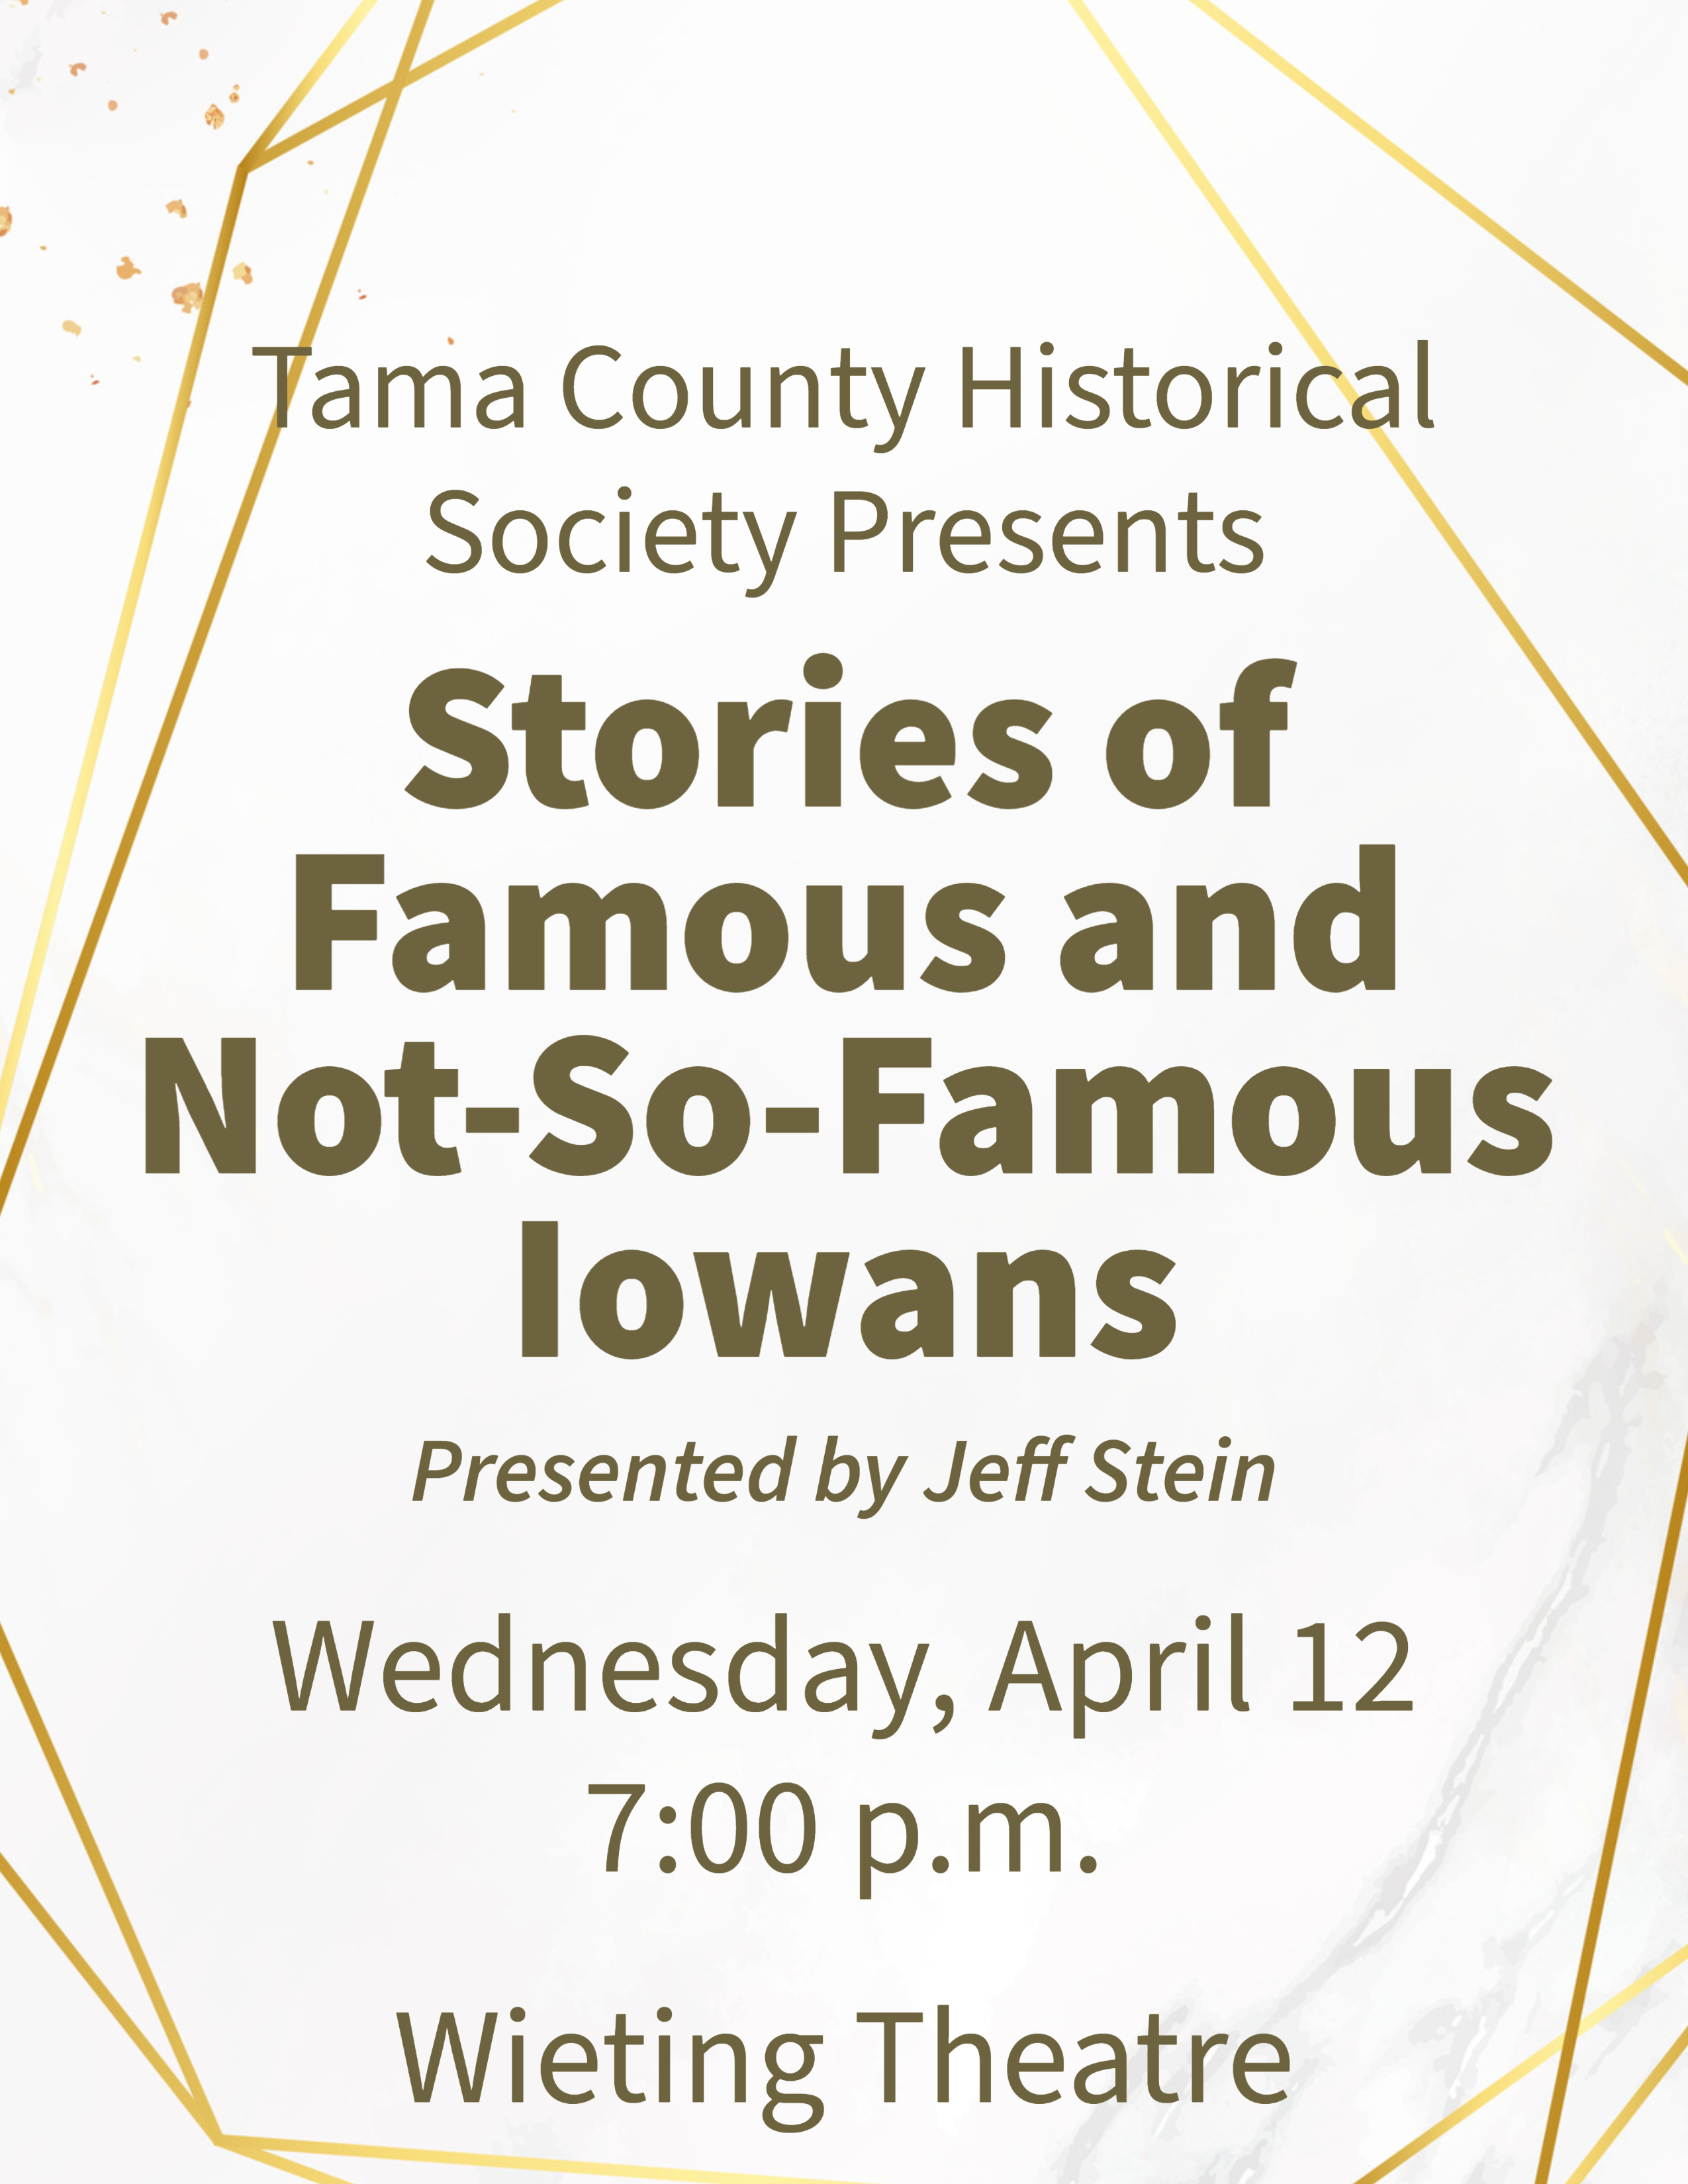 Tama County Historical
Society Presents
Stories of
Famous and
Not-So-Famous
Iowans
Presented by Jeff Stein
Wednesday, April 12
7:00 p.m.
Wieting Theatre